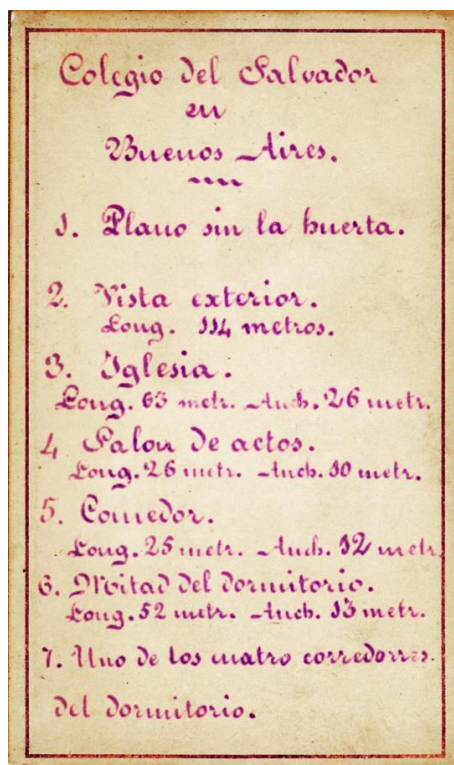 Colegio del Salvador
en
Buenos Aires.
1. Plano sin la huerta.
2. Vista exterior.
Long. 114 metros.
3. Iglesia.
Long. 63 metr. Anch. 26 metr.
4 Salon de actos.
Long. 26 metr. Anch. 10 metr.
5. Comedor.
Long. 25 metr. Anch. 12 metr.
6. Mitad del dormitorio.
Long. 52 metr. Anch. 13 metr.
7. Uno de los cuatro corredorres.
del dormitorio.